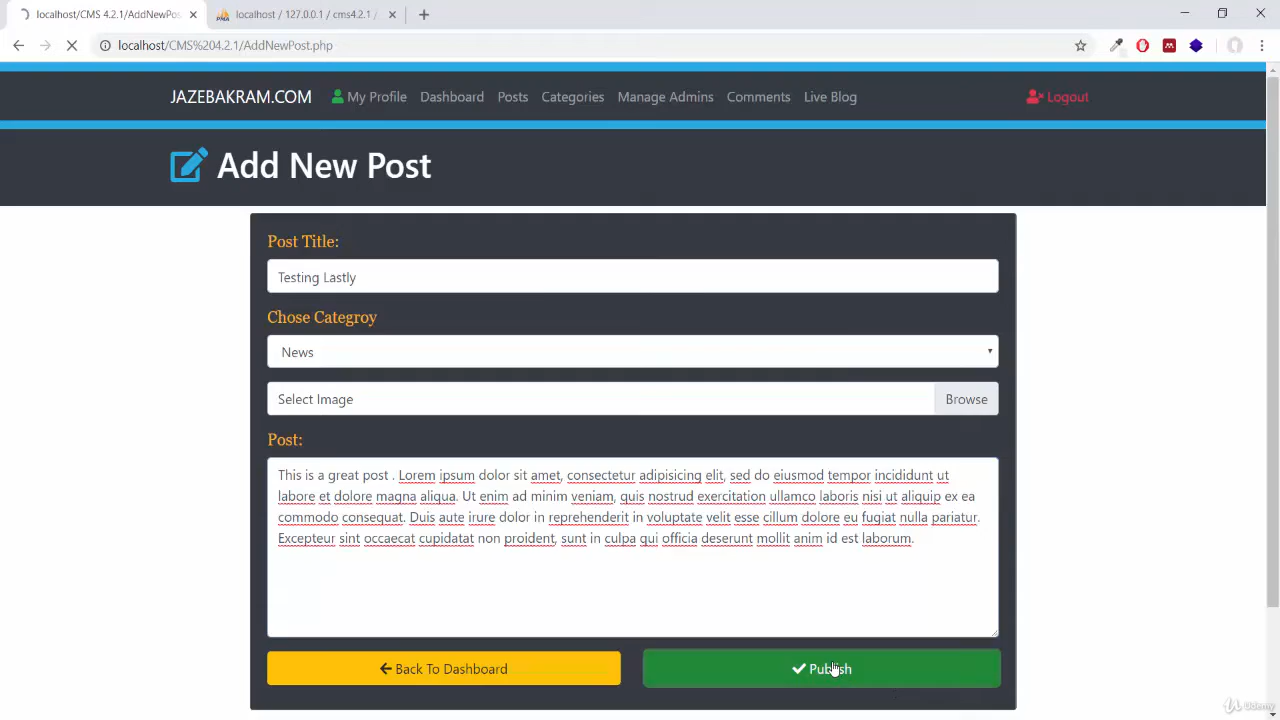 localhost/CMS 4.2.1/AddNewPos
localhost / 127.0.0.1 / cms4.2.1 /
localhost/CMS%204.2.1/AddNewPost.php
JAZEBAKRAM.COM My Profile Dashboard Posts Categories Manage Admins Comments Live Blog Logout
Add New Post
Post Title:
Testing Lastly
Chose Categroy
News
Select Image Browse
Post:
This is a great post . Lorem ipsum dolor sit amet, consectetur adipisicing elit, sed do eiusmod tempor incididunt ut
labore et dolore magna aliqua. Ut enim ad minim veniam, quis nostrud exercitation ullamco laboris nisi ut aliquip ex ea
commodo consequat. Duis aute irure dolor in reprehenderit in voluptate velit esse cillum dolore eu fugiat nulla pariatur.
Excepteur sint occaecat cupidatat non proident, sunt in culpa qui officia deserunt mollit anim id est laborum.
Back To Dashboard Publish
Udemy